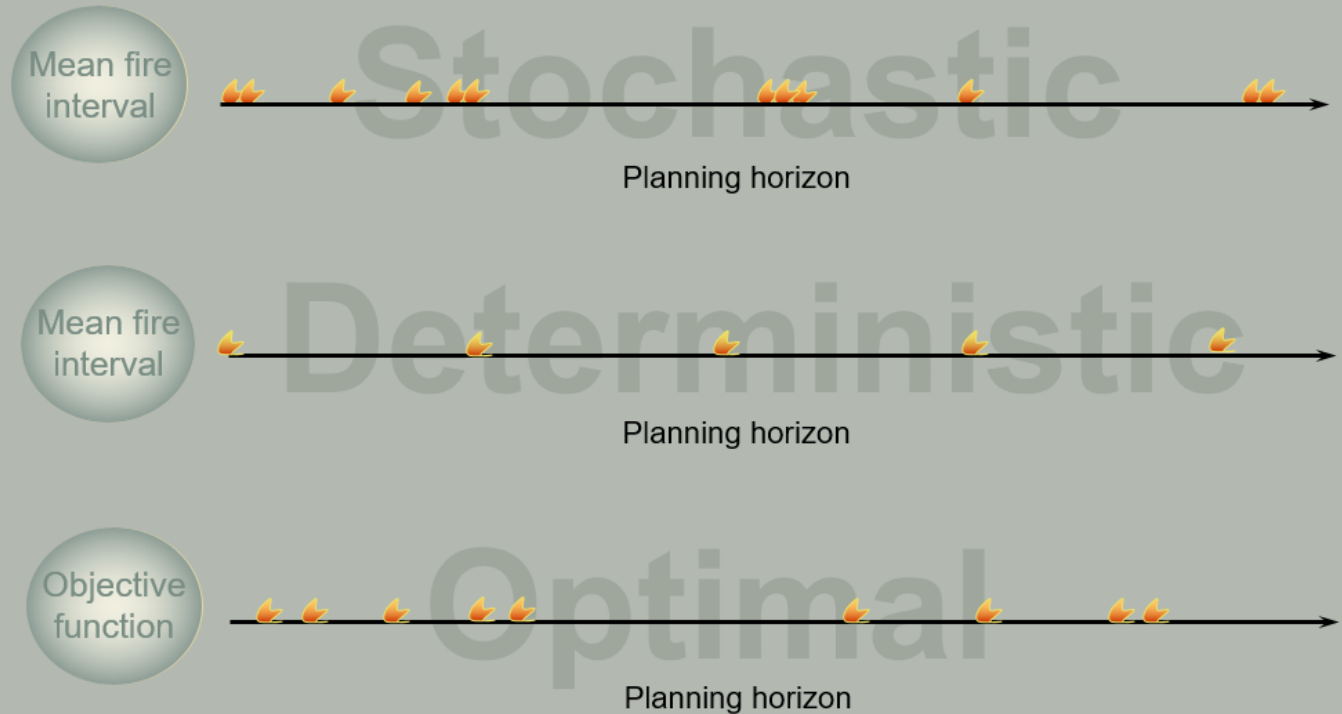 Stochastic
Mean fire
interval
Planning horizon
Deterministic
Mean fire
interval
Planning horizon
Optimal
Objective
function
Planning horizon